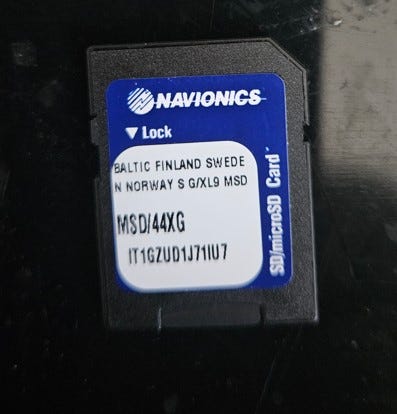 NAVIONICS
▼ Lock
BALTIC FINLAND SWEDE
N NORWAY S G/XL9 MSD
MSD/44XG
IT1GZUD1J71IU7
SD/microSD Card